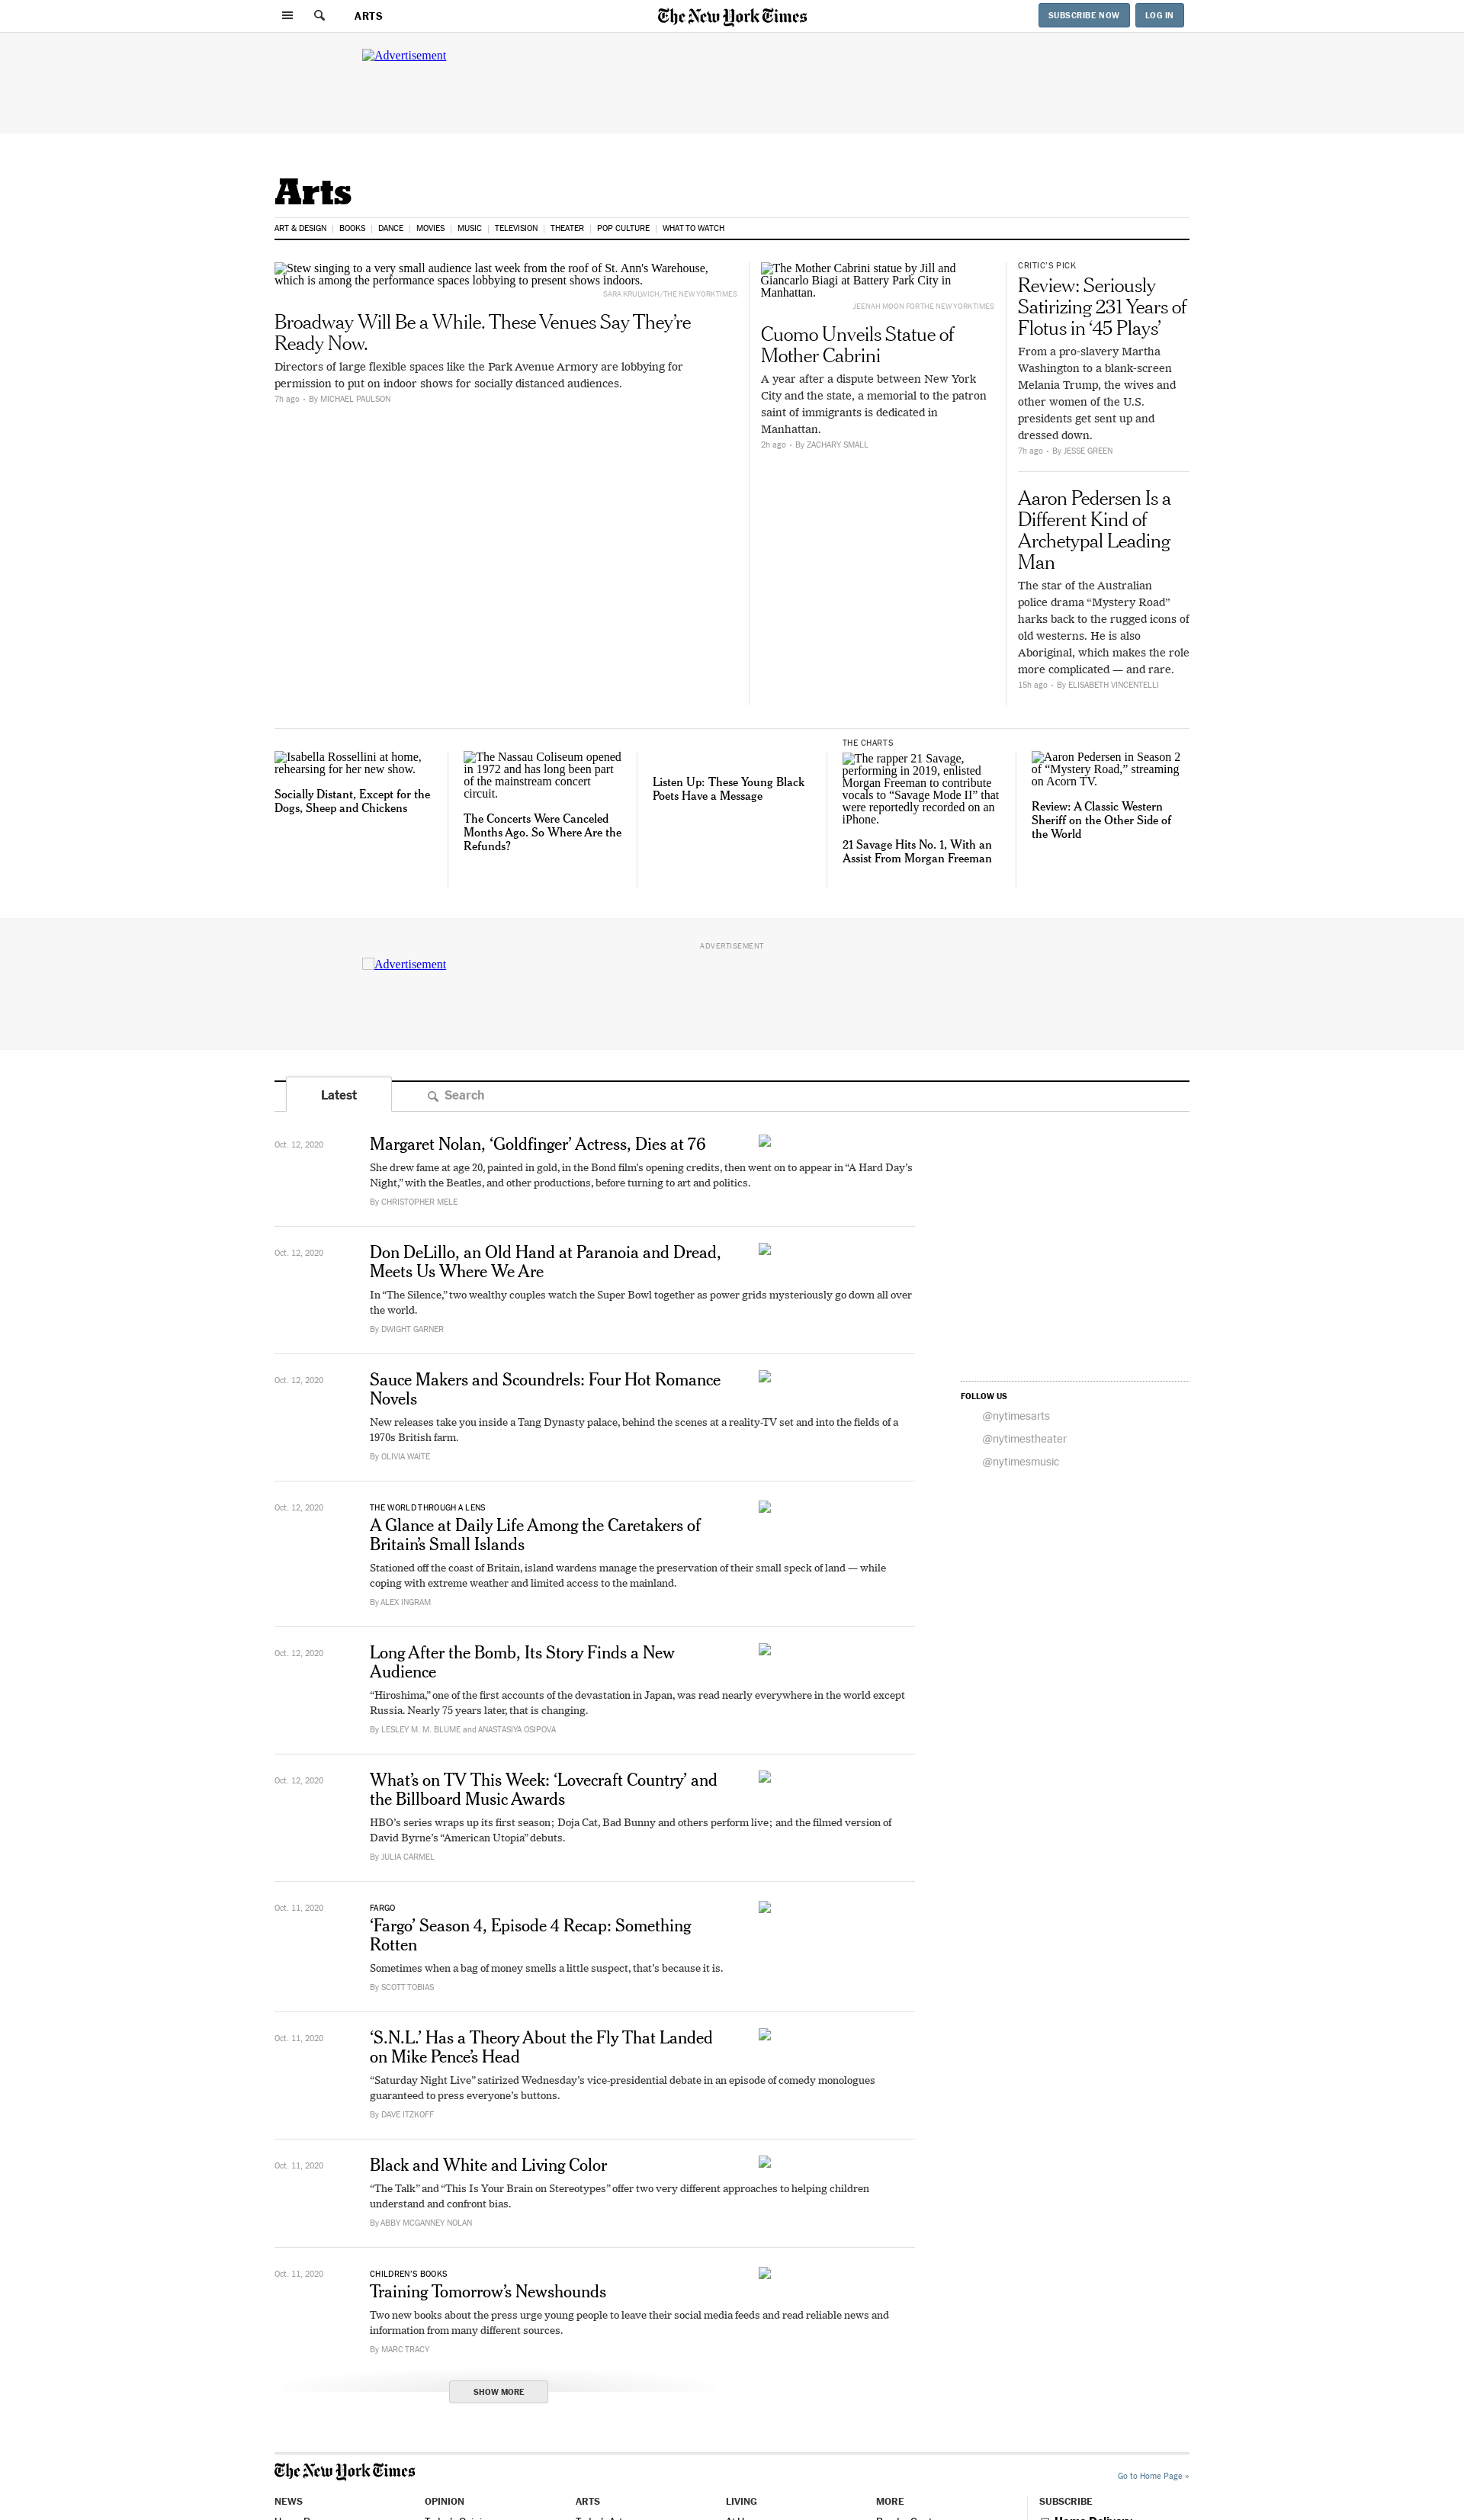 ARTS
The New York Times
SUBSCRIBE NOW
LOG IN
Advertisement
Arts
ART & DESIGN
BOOKS
DANCE
MOVIES
MUSIC
TELEVISION
THEATER
POP CULTURE
WHAT TO WATCH
Stew singing to a very small audience last week from the roof of St. Ann's Warehouse,
which is among the performance spaces lobbying to present shows indoors.
SARA KRULWICH/THE NEW YORK TIMES
Broadway Will Be a While. These Venues Say They’re
Ready Now.
Directors of large flexible spaces like the Park Avenue Armory are lobbying for
permission to put on indoor shows for socially distanced audiences.
7h ago • By MICHAEL PAULSON
The Mother Cabrini statue by Jill and
Giancarlo Biagi at Battery Park City in
Manhattan.
JEENAH MOON FOR THE NEW YORK TIMES
Cuomo Unveils Statue of
Mother Cabrini
A year after a dispute between New York
City and the state, a memorial to the patron
saint of immigrants is dedicated in
Manhattan.
2h ago • By ZACHARY SMALL
CRITIC’S PICK
Review: Seriously
Satirizing 231 Years of
Flotus in ‘45 Plays’
From a pro-slavery Martha
Washington to a blank-screen
Melania Trump, the wives and
other women of the U.S.
presidents get sent up and
dressed down.
7h ago • By JESSE GREEN
Aaron Pedersen Is a
Different Kind of
Archetypal Leading
Man
The star of the Australian
police drama “Mystery Road”
harks back to the rugged icons of
old westerns. He is also
Aboriginal, which makes the role
more complicated — and rare.
15h ago • By ELISABETH VINCENTELLI
Isabella Rossellini at home,
rehearsing for her new show.
Socially Distant, Except for the
Dogs, Sheep and Chickens
The Nassau Coliseum opened
in 1972 and has long been part
of the mainstream concert
circuit.
The Concerts Were Canceled
Months Ago. So Where Are the
Refunds?
Listen Up: These Young Black
Poets Have a Message
THE CHARTS
The rapper 21 Savage,
performing in 2019, enlisted
Morgan Freeman to contribute
vocals to “Savage Mode II” that
were reportedly recorded on an
iPhone.
21 Savage Hits No. 1, With an
Assist From Morgan Freeman
Aaron Pedersen in Season 2
of “Mystery Road,” streaming
on Acorn TV.
Review: A Classic Western
Sheriff on the Other Side of
the World
ADVERTISEMENT
Advertisement
Latest
Search
Oct. 12, 2020
Margaret Nolan, ‘Goldfinger’ Actress, Dies at 76
She drew fame at age 20, painted in gold, in the Bond film’s opening credits, then went on to appear in “A Hard Day’s
Night,” with the Beatles, and other productions, before turning to art and politics.
By CHRISTOPHER MELE
Oct. 12, 2020
Don DeLillo, an Old Hand at Paranoia and Dread,
Meets Us Where We Are
In “The Silence,” two wealthy couples watch the Super Bowl together as power grids mysteriously go down all over
the world.
By DWIGHT GARNER
Oct. 12, 2020
Sauce Makers and Scoundrels: Four Hot Romance
Novels
New releases take you inside a Tang Dynasty palace, behind the scenes at a reality-TV set and into the fields of a
1970s British farm.
By OLIVIA WAITE
FOLLOW US
@nytimesarts
@nytimestheater
@nytimesmusic
Oct. 12, 2020
THE WORLD THROUGH A LENS
A Glance at Daily Life Among the Caretakers of
Britain’s Small Islands
Stationed off the coast of Britain, island wardens manage the preservation of their small speck of land — while
coping with extreme weather and limited access to the mainland.
By ALEX INGRAM
Oct. 12, 2020
Long After the Bomb, Its Story Finds a New
Audience
“Hiroshima,” one of the first accounts of the devastation in Japan, was read nearly everywhere in the world except
Russia. Nearly 75 years later, that is changing.
By LESLEY M. M. BLUME and ANASTASIYA OSIPOVA
Oct. 12, 2020
What’s on TV This Week: ‘Lovecraft Country’ and
the Billboard Music Awards
HBO’s series wraps up its first season; Doja Cat, Bad Bunny and others perform live; and the filmed version of
David Byrne’s “American Utopia” debuts.
By JULIA CARMEL
Oct. 11, 2020
FARGO
‘Fargo’ Season 4, Episode 4 Recap: Something
Rotten
Sometimes when a bag of money smells a little suspect, that’s because it is.
By SCOTT TOBIAS
Oct. 11, 2020
‘S.N.L.’ Has a Theory About the Fly That Landed
on Mike Pence’s Head
“Saturday Night Live” satirized Wednesday’s vice-presidential debate in an episode of comedy monologues
guaranteed to press everyone’s buttons.
By DAVE ITZKOFF
Oct. 11, 2020
Black and White and Living Color
“The Talk” and “This Is Your Brain on Stereotypes” offer two very different approaches to helping children
understand and confront bias.
By ABBY MCGANNEY NOLAN
Oct. 11, 2020
CHILDREN’S BOOKS
Training Tomorrow’s Newshounds
Two new books about the press urge young people to leave their social media feeds and read reliable news and
information from many different sources.
By MARC TRACY
SHOW MORE
The New York Times
Go to Home Page »
NEWS
OPINION
ARTS
LIVING
MORE
SUBSCRIBE